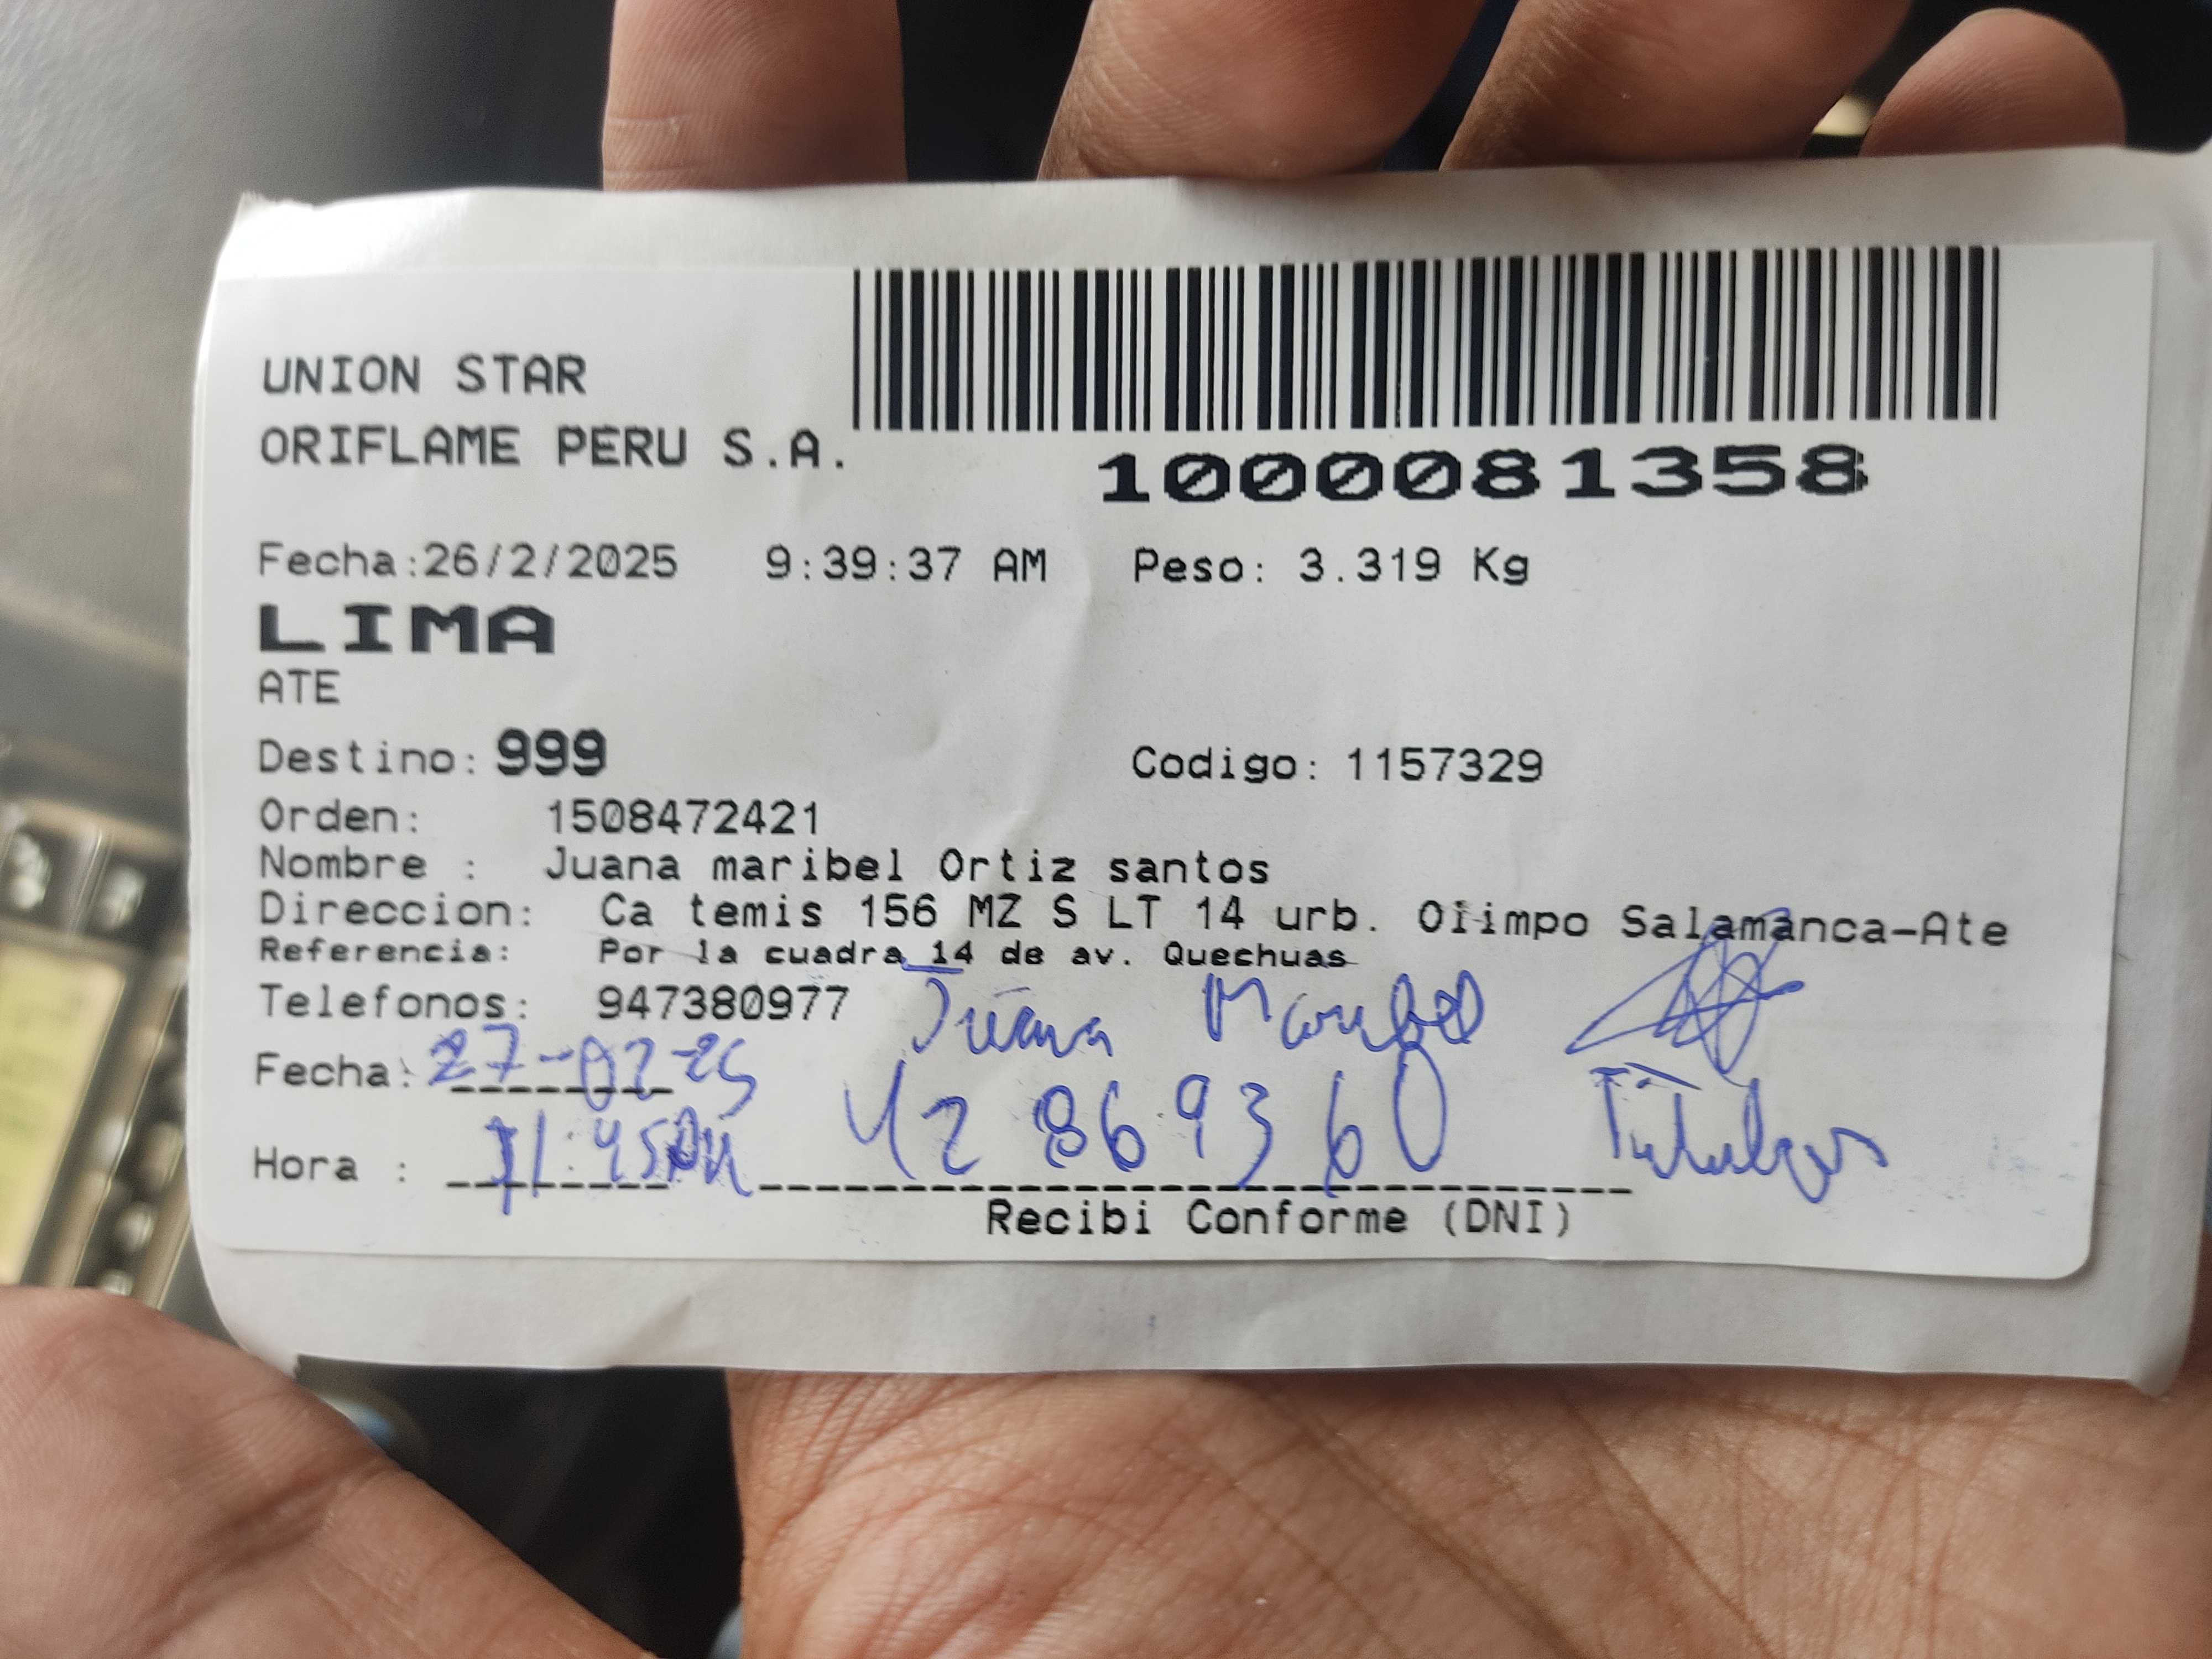 UNION STAR
ORIFLAME PERU S.A.
1000081358
Fecha:26/2/2025 9:39:37 AM Peso: 3.319 Kg
LIMA
ATE
Destino: 999 Codigo: 1157329
Orden: 1508472421
Nombre : Juana maribel Ortiz santos
Direccion: Ca temis 156 MZ S LT 14 urb. Olimpo Salamanca-Ate
Referencia: Por la cuadra 14 de av. Quechuas
Telefonos: 947380977 Juana Maribel
Fecha: 27-02-25 42869360 Titular
Hora : 11:45AM
Recibi Conforme (DNI)